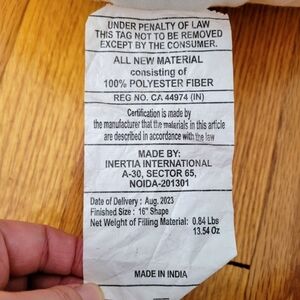 UNDER PENALTY OF LAW
THIS TAG NOT TO BE REMOVED
EXCEPT BY THE CONSUMER.
ALL NEW MATERIAL
consisting of
100% POLYESTER FIBER
REG NO. CA 44974 (IN)
Certification is made by
the manufacturer that the materials in this article
are described in accordance with the law
MADE BY:
INERTIA INTERNATIONAL
A-30, SECTOR 65,
NOIDA-201301
Date of Delivery : Aug. 2023
Finished Size : 16" Shape
Net Weight of Filling Material: 0.84 Lbs
13.54 Oz
MADE IN INDIA